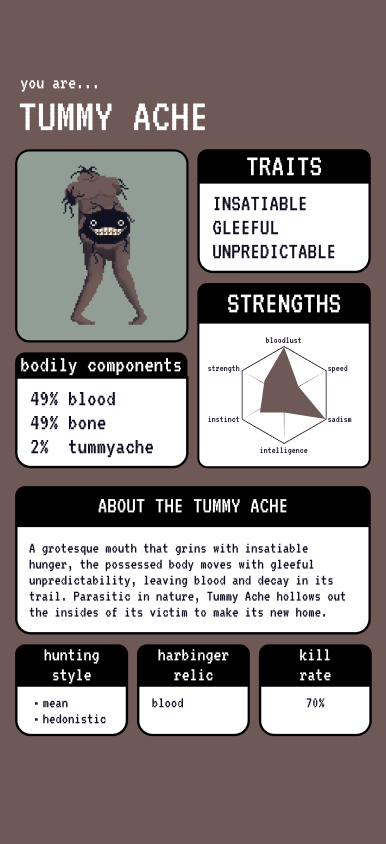 you are...
TUMMY ACHE
TRAITS
INSATIABLE
GLEEFUL
UNPREDICTABLE
STRENGTHS
bloodlust
strength
speed
instinct
sadism
intelligence
bodily components
49% blood
49% bone
2% tummyache
ABOUT THE TUMMY ACHE
A grotesque mouth that grins with insatiable
hunger, the possessed body moves with gleeful
unpredictability, leaving blood and decay in its
trail. Parasitic in nature, Tummy Ache hollows out
the insides of its victim to make its new home.
hunting
style
• mean
• hedonistic
harbinger
relic
blood
kill
rate
70%